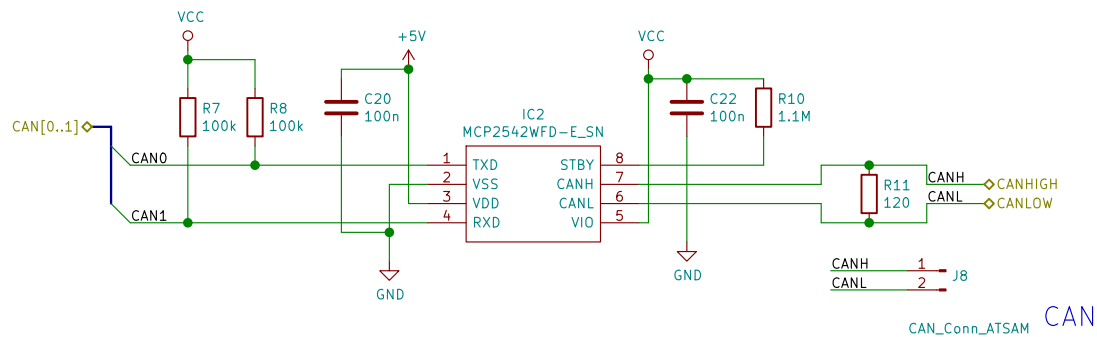 VCC
+5V
VCC
CAN[0..1]
R7
100k
R8
100k
C20
100n
IC2
MCP2542WFD-E_SN
C22
100n
R10
1.1M
CAN0
CAN1
1 TXD STBY 8
2 VSS CANH 7
3 VDD CANL 6
4 RXD VIO 5
R11
120
CANH
CANHIGH
CANL
CANLOW
GND
GND
CANH 1
J8
CANL 2
CAN_Conn_ATSAM
CAN